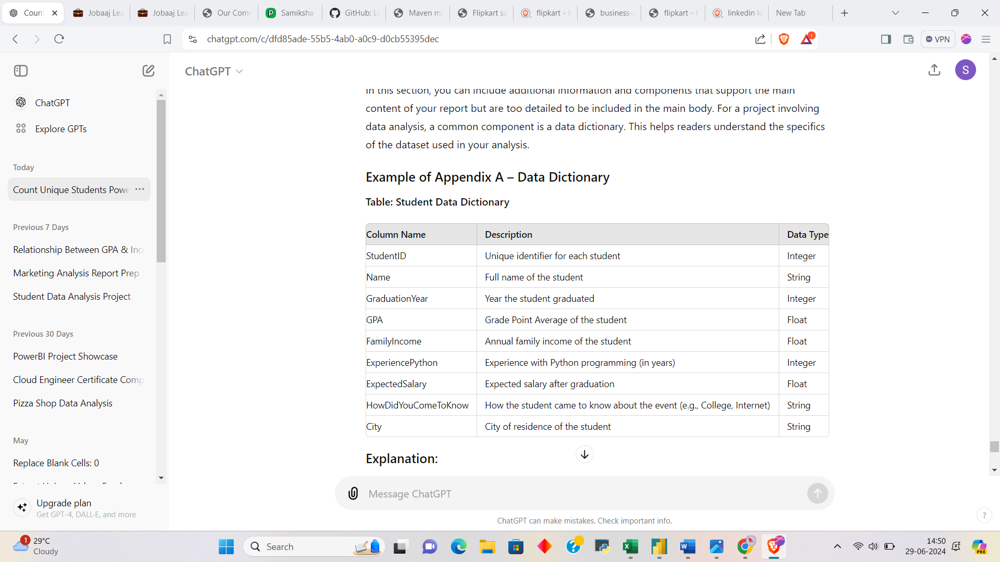 Count
Jobaaj Lea
Jobaaj Lea
Our Comm
Samiksha
GitHub: Le
Maven ma
Flipkart sa
flipkart - E
business-c
flipkart - P
linkedin le
New Tab
chatgpt.com/c/dfd85ade-55b5-4ab0-a0c9-d0cb55395dec
1
VPN
ChatGPT
S
ChatGPT
Explore GPTs
Today
Count Unique Students Powe
Previous 7 Days
Relationship Between GPA & Inco
Marketing Analysis Report Prep
Student Data Analysis Project
Previous 30 Days
PowerBI Project Showcase
Cloud Engineer Certificate Comp
Pizza Shop Data Analysis
May
Replace Blank Cells: 0
Upgrade plan
Get GPT-4, DALL·E, and more
In this section, you can include additional information and components that support the main
content of your report but are too detailed to be included in the main body. For a project involving
data analysis, a common component is a data dictionary. This helps readers understand the specifics
of the dataset used in your analysis.
Example of Appendix A – Data Dictionary
Table: Student Data Dictionary
Column Name Description Data Type
StudentID Unique identifier for each student Integer
Name Full name of the student String
GraduationYear Year the student graduated Integer
GPA Grade Point Average of the student Float
FamilyIncome Annual family income of the student Float
ExperiencePython Experience with Python programming (in years) Integer
ExpectedSalary Expected salary after graduation Float
HowDidYouComeToKnow How the student came to know about the event (e.g., College, Internet) String
City City of residence of the student String
Explanation:
Message ChatGPT
ChatGPT can make mistakes. Check important info.
?
1
29°C
Cloudy
Search
14:50
29-06-2024
PRE